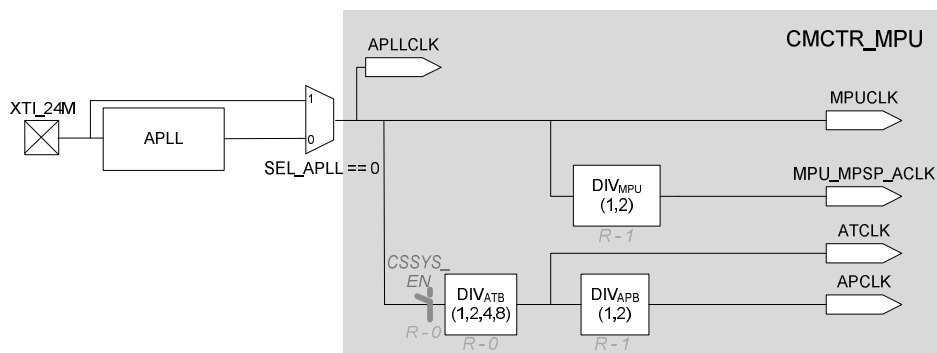 CMCTR_MPU
APLLCLK
XTI_24M
APLL
1
0
SEL_APLL == 0
MPUCLK
MPU_MPSP_ACLK
DIVMPU
(1,2)
R - 1
ATCLK
CSSYS_
EN
R - 0
DIVATB
(1,2,4,8)
R - 0
DIVAPB
(1,2)
R - 1
APCLK